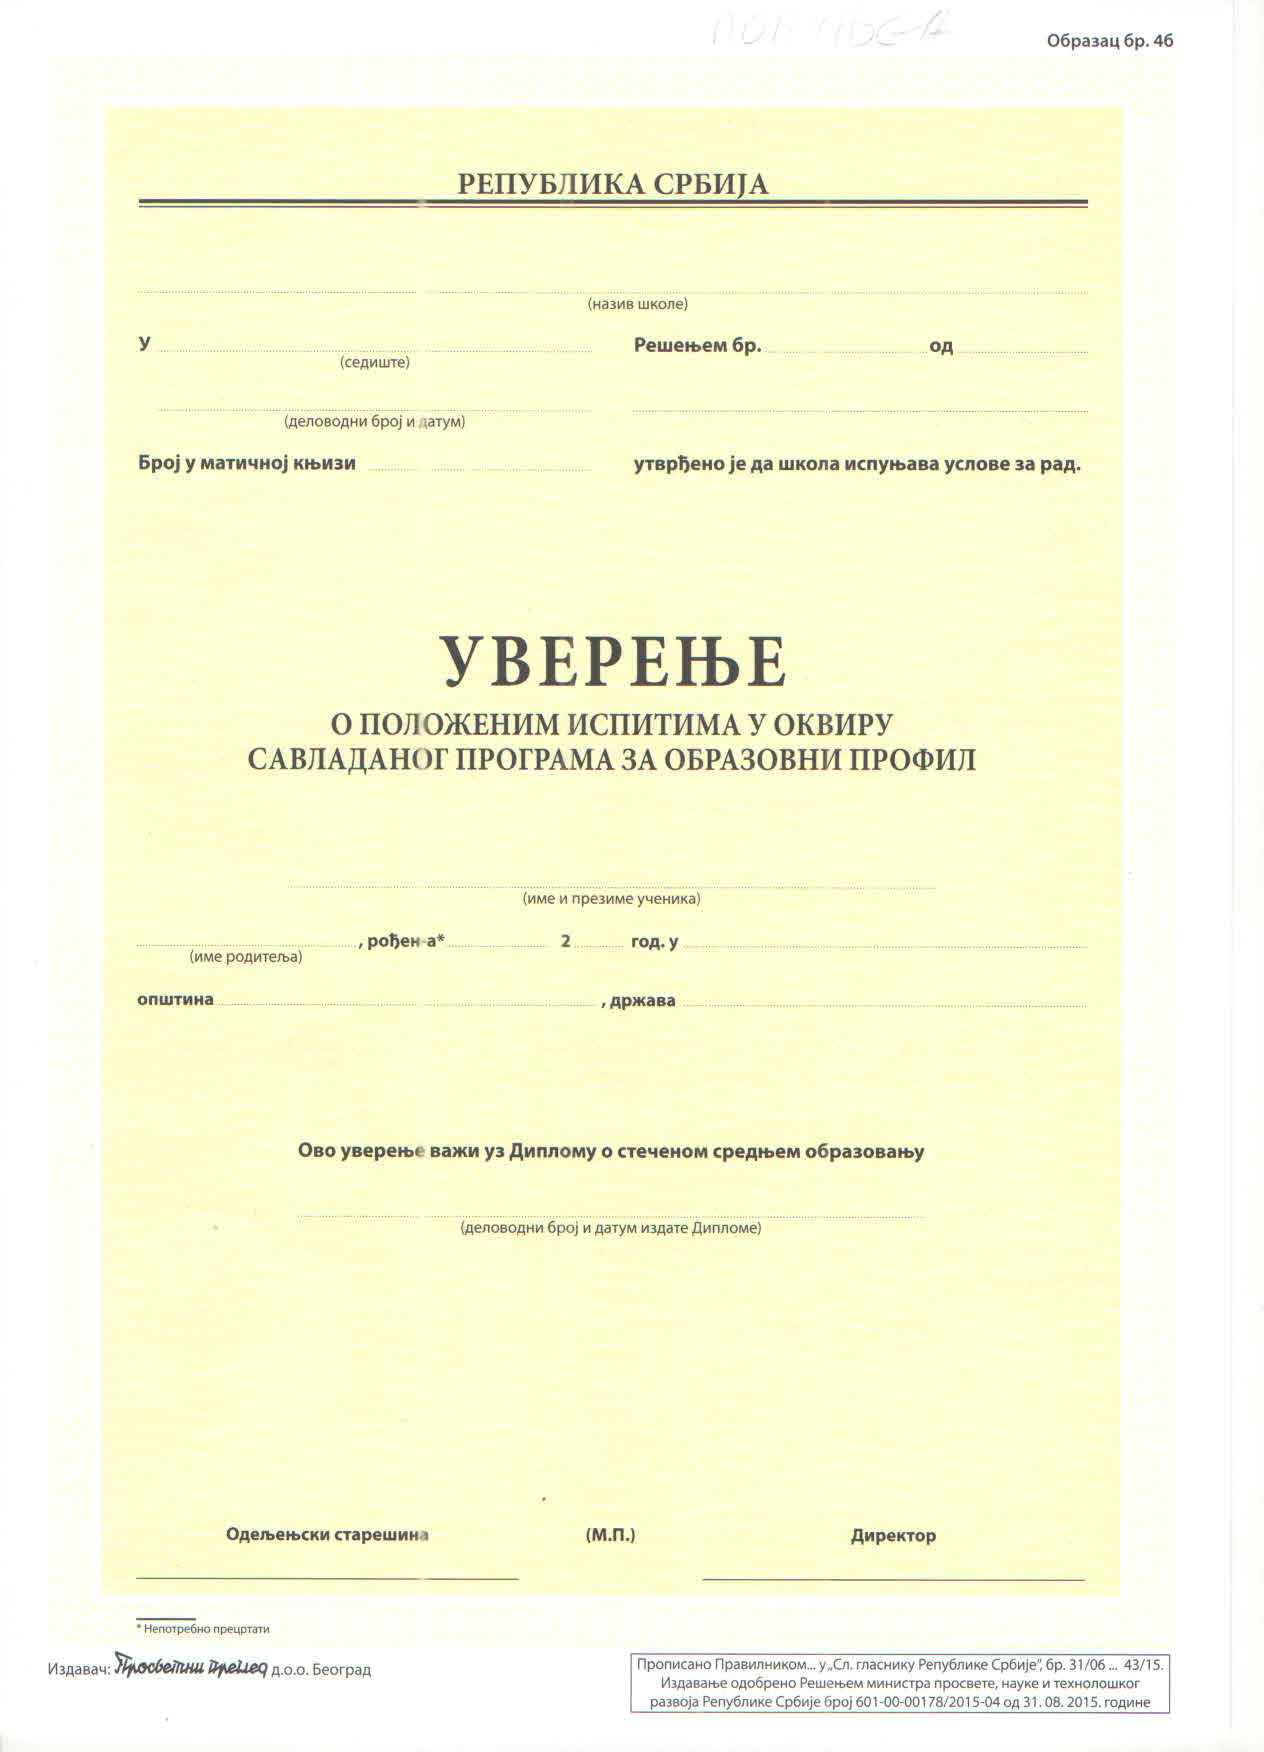 Образац бр. 4б
РЕПУБЛИКА СРБИЈА
(назив школе)
У Решењем бр. од
(седиште)
(деловодни број и датум)
Број у матичној књизи утврђено је да школа испуњава услове за рад.
УВЕРЕЊЕ
О ПОЛОЖЕНИМ ИСПИТИМА У ОКВИРУ
САВЛАДАНОГ ПРОГРАМА ЗА ОБРАЗОВНИ ПРОФИЛ
(име и презиме ученика)
, рођен-а* 2 год. у
(име родитеља)
општина , држава
Ово уверење важи уз Диплому о стеченом средњем образовању
(деловодни број и датум издате Дипломе)
Одељењски старешина (М.П.) Директор
* Непотребно прецртати
Издавач: Просветни преглед д.о.о. Београд
Прописано Правилником... у „Сл. гласнику Републике Србије“, бр. 31/06 ... 43/15.
Издавање одобрено Решењем министра просвете, науке и технолошког
развоја Републике Србије број 601-00-00178/2015-04 од 31. 08. 2015. године